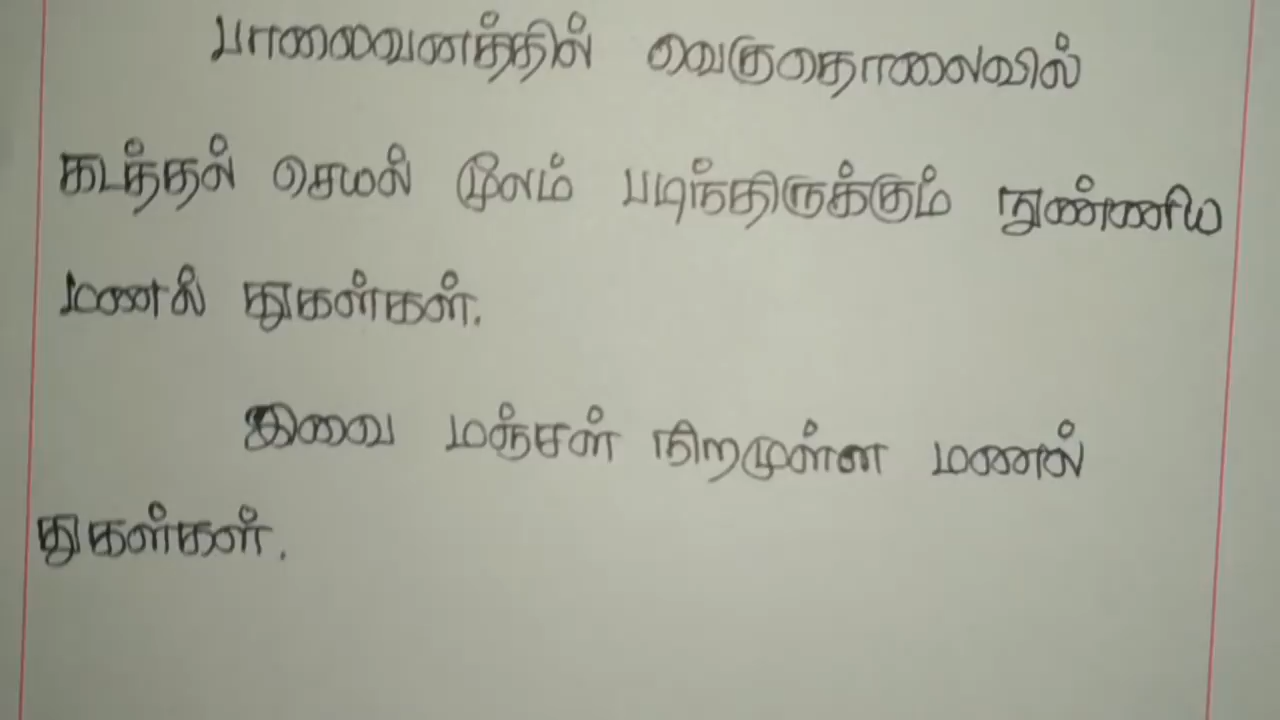 பாலைவனத்தில் வெகுதொலைவில்
கடத்தல் செயல் மூலம் படிந்திருக்கும் நுண்ணிய
மணல் துகள்கள்.
இவை மஞ்சள் நிறமுள்ள மணல்
துகள்கள்.